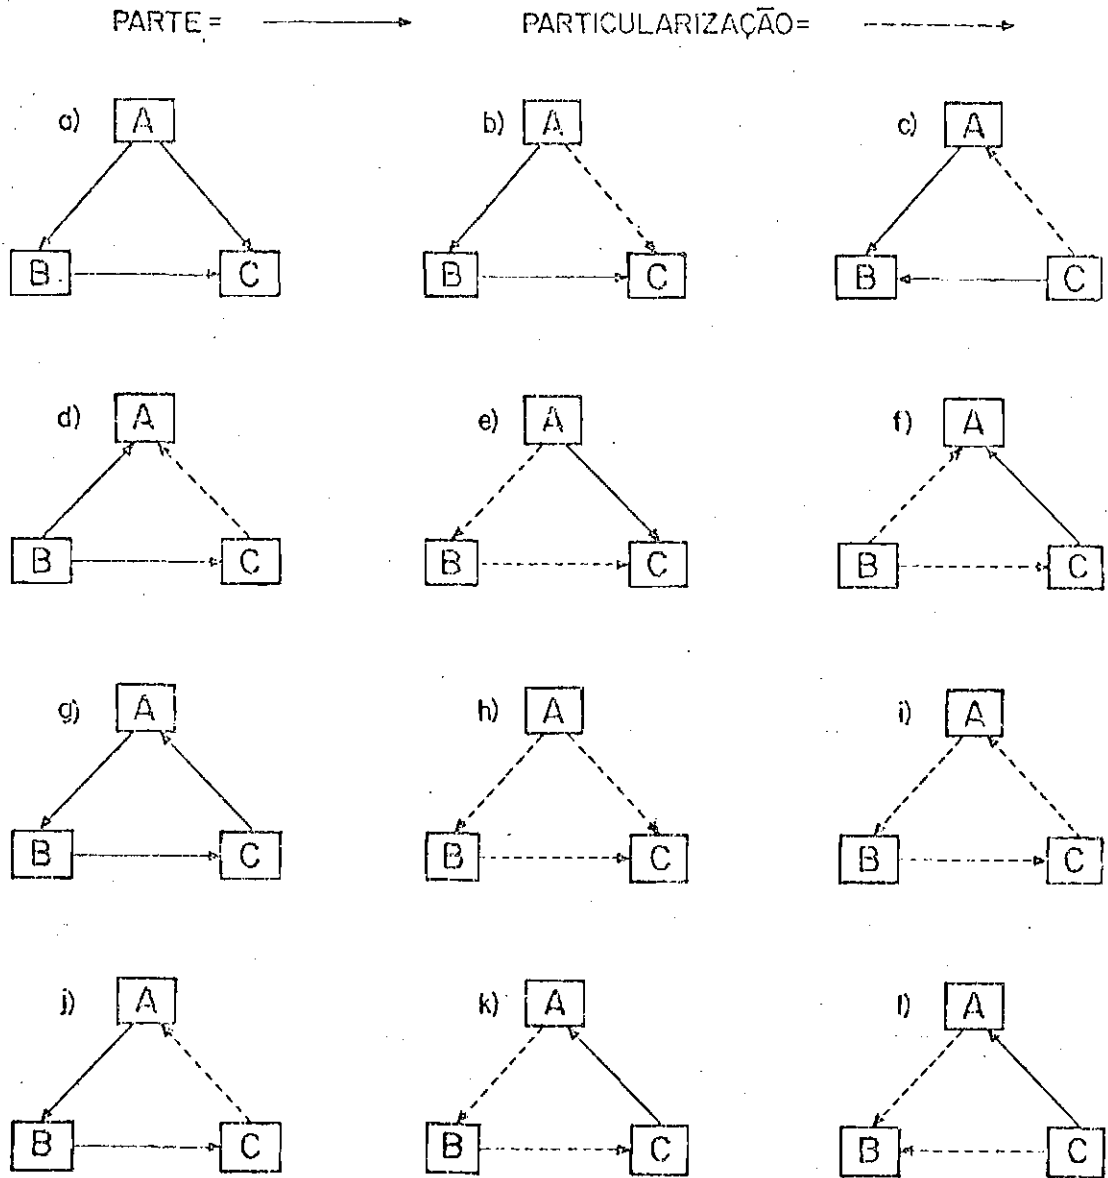 PARTE = PARTICULARIZAÇÃO=
a) A b) A c) A
B C B C B C
d) A e) A f) A
B C B C B C
g) A h) A i) A
B C B C B C
j) A k) A l) A
B C B C B C